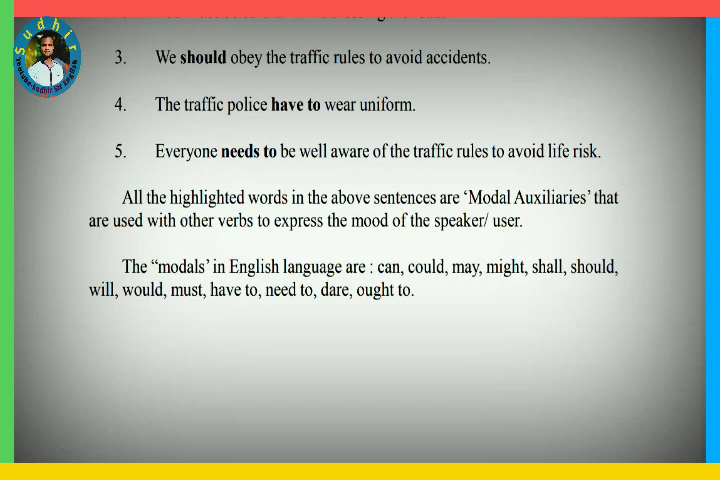 Sudhir
Youtube-Sudhir Sir English
3. We should obey the traffic rules to avoid accidents.
4. The traffic police have to wear uniform.
5. Everyone needs to be well aware of the traffic rules to avoid life risk.
All the highlighted words in the above sentences are ‘Modal Auxiliaries’ that
are used with other verbs to express the mood of the speaker/ user.
The “modals’ in English language are : can, could, may, might, shall, should,
will, would, must, have to, need to, dare, ought to.